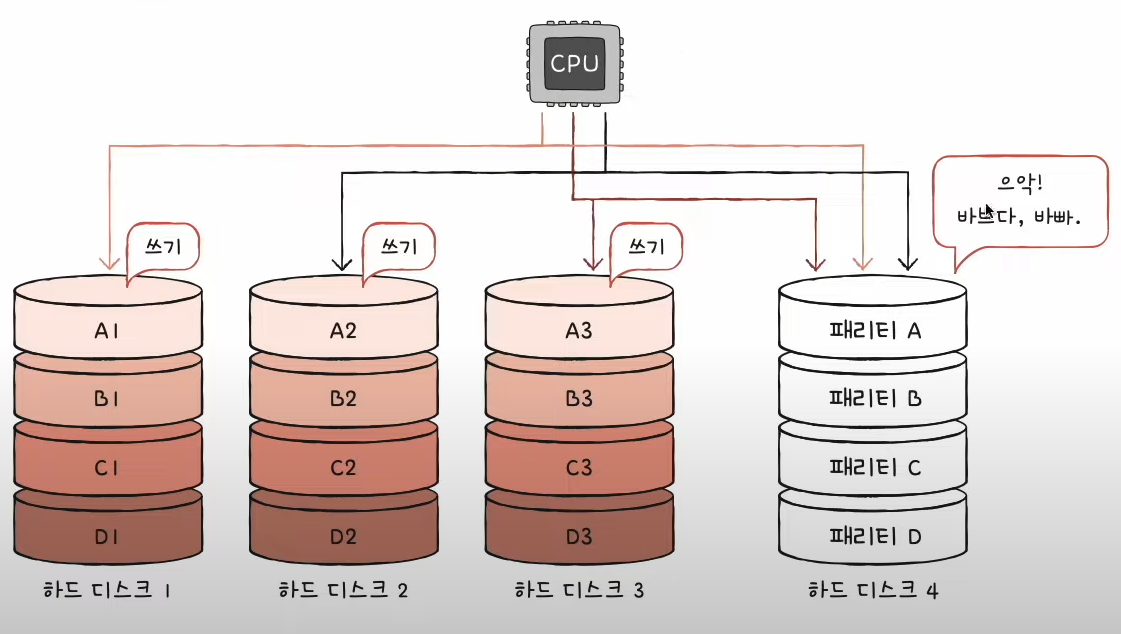 CPU
으악!
바쁘다, 바빠.
쓰기
쓰기
쓰기
A1
A2
A3
패리티 A
B1
B2
B3
패리티 B
C1
C2
C3
패리티 C
D1
D2
D3
패리티 D
하드 디스크 1
하드 디스크 2
하드 디스크 3
하드 디스크 4